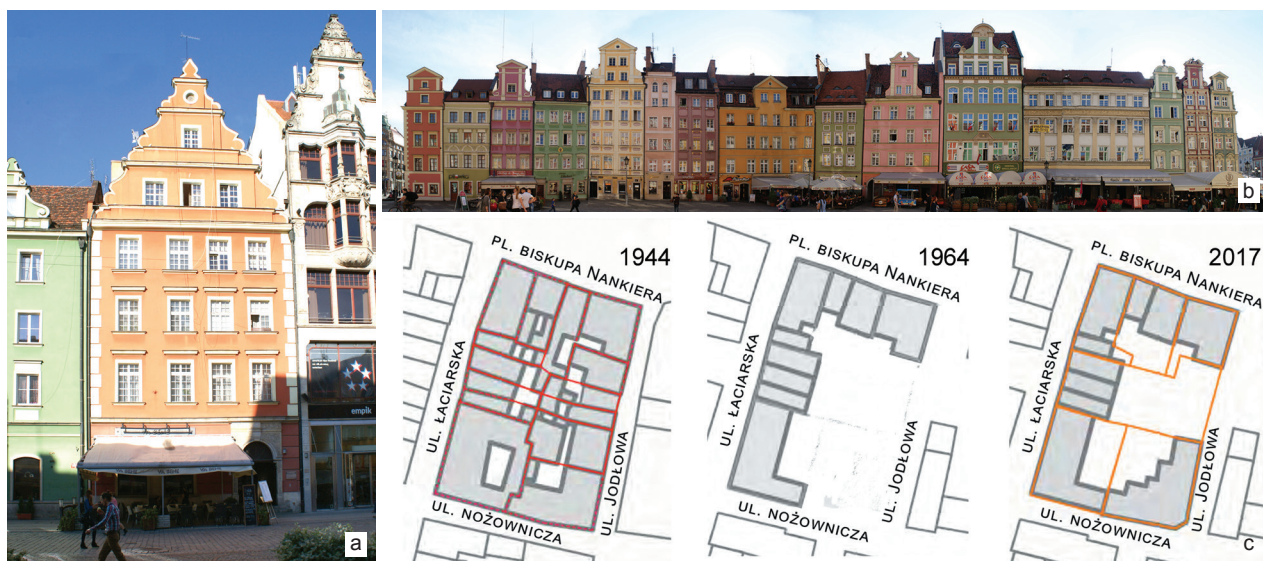 empik
a
b
1944
PL. BISKUPA NANKIERA
UL. ŁACIARSKA
UL. JODŁOWA
UL. NOŻOWNICZA
1964
PL. BISKUPA NANKIERA
UL. ŁACIARSKA
UL. JODŁOWA
UL. NOŻOWNICZA
2017
PL. BISKUPA NANKIERA
UL. ŁACIARSKA
UL. JODŁOWA
UL. NOŻOWNICZA
c